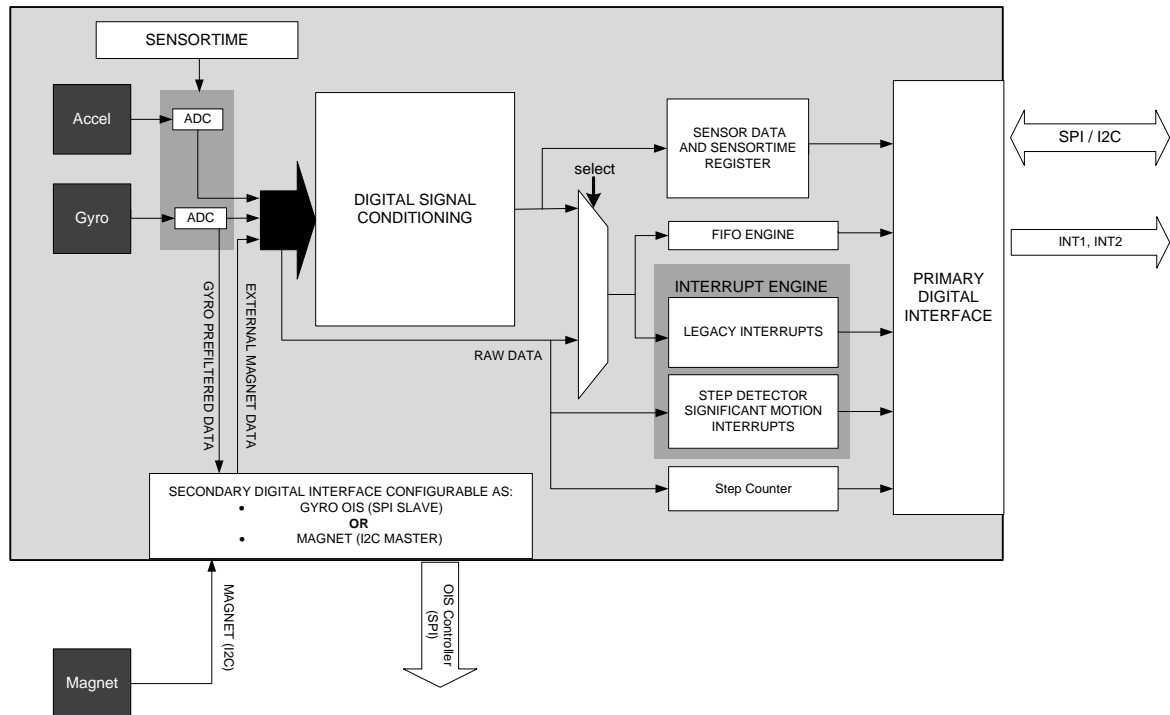 SENSORTIME
Accel
ADC
Gyro
ADC
DIGITAL SIGNAL
CONDITIONING
SENSOR DATA
AND SENSORTIME
REGISTER
select
FIFO ENGINE
INTERRUPT ENGINE
LEGACY INTERRUPTS
STEP DETECTOR
SIGNIFICANT MOTION
INTERRUPTS
Step Counter
RAW DATA
PRIMARY
DIGITAL
INTERFACE
SPI / I2C
INT1, INT2
GYRO PREFILTERED DATA
EXTERNAL MAGNET DATA
SECONDARY DIGITAL INTERFACE CONFIGURABLE AS:
• GYRO OIS (SPI SLAVE)
OR
• MAGNET (I2C MASTER)
MAGNET (I2C)
OIS Controller
(SPI)
Magnet